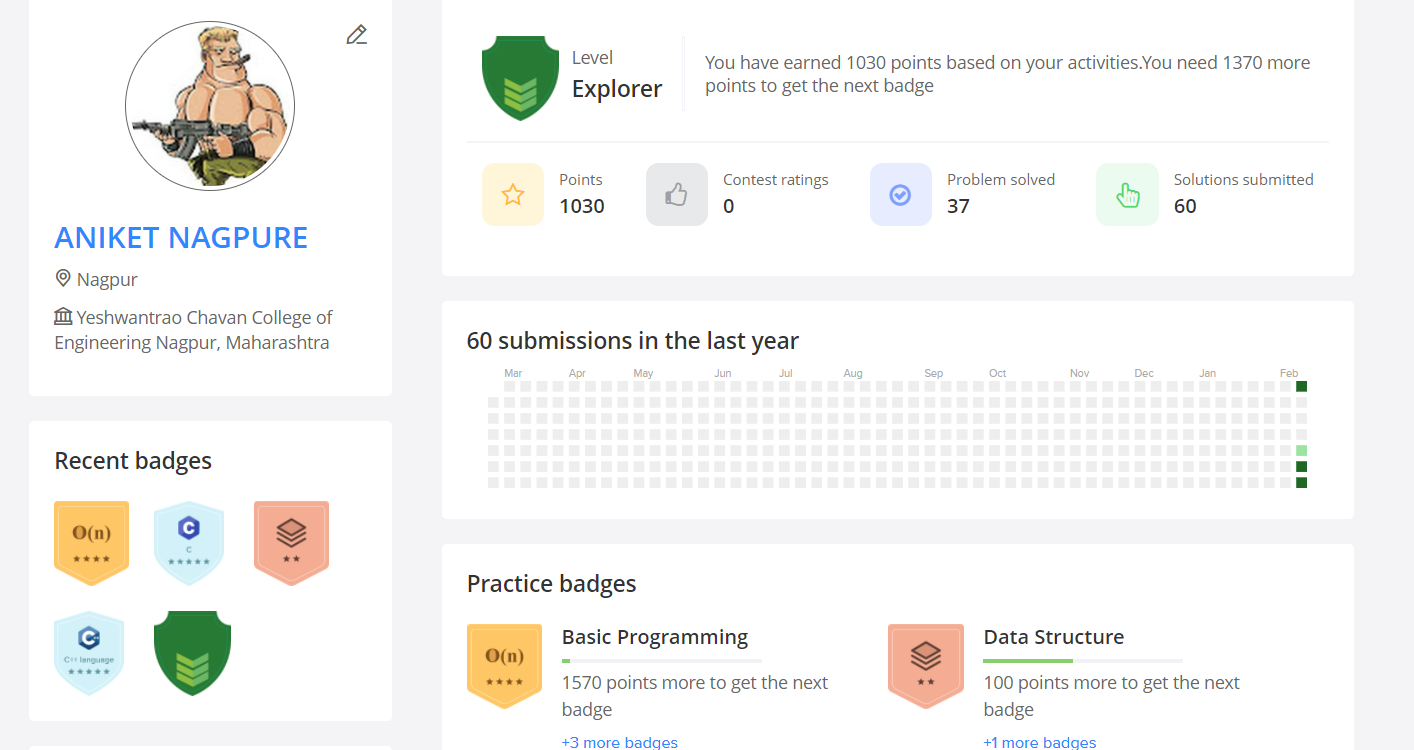 ANIKET NAGPURE
Nagpur
Yeshwantrao Chavan College of
Engineering Nagpur, Maharashtra
Recent badges
O(n)
C
C
C
C++ language
Level
Explorer
You have earned 1030 points based on your activities.You need 1370 more
points to get the next badge
Points
1030
Contest ratings
0
Problem solved
37
Solutions submitted
60
60 submissions in the last year
Mar Apr May Jun Jul Aug Sep Oct Nov Dec Jan Feb
Practice badges
O(n)
Basic Programming
1570 points more to get the next
badge
+3 more badges
Data Structure
100 points more to get the next
badge
+1 more badges